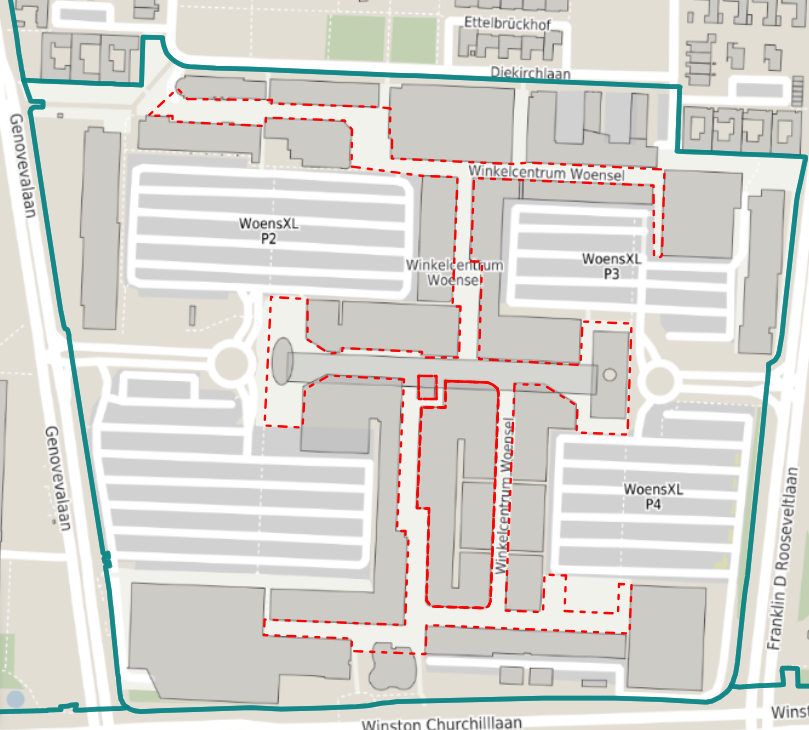 Ettelbrückhof
Diekirchlaan
Genovevalaan
Winkelcentrum Woensel
WoensXL
P2
WoensXL
P3
Winkelcentrum
Woensel
Genovevalaan
Winkelcentrum Woensel
WoensXL
P4
Franklin D Rooseveltlaan
Winston Churchilllaan
Winst